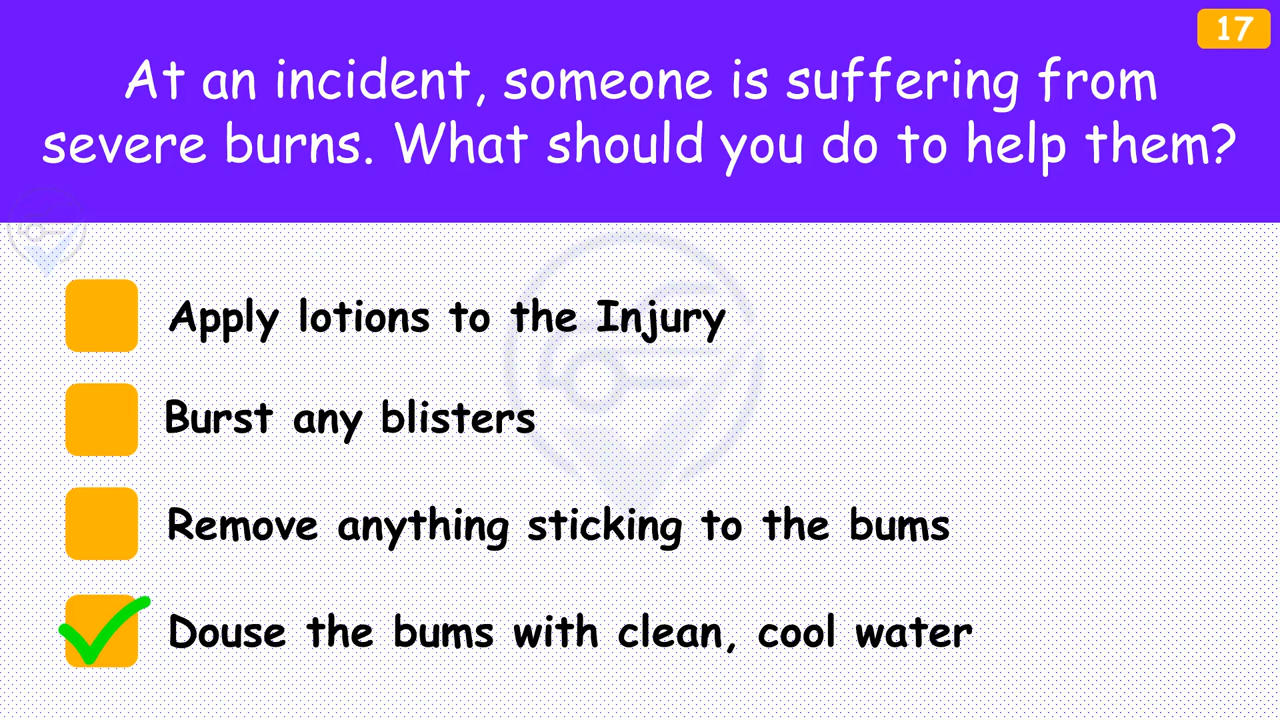 17
At an incident, someone is suffering from
severe burns. What should you do to help them?
Apply lotions to the Injury
Burst any blisters
Remove anything sticking to the bums
Douse the bums with clean, cool water